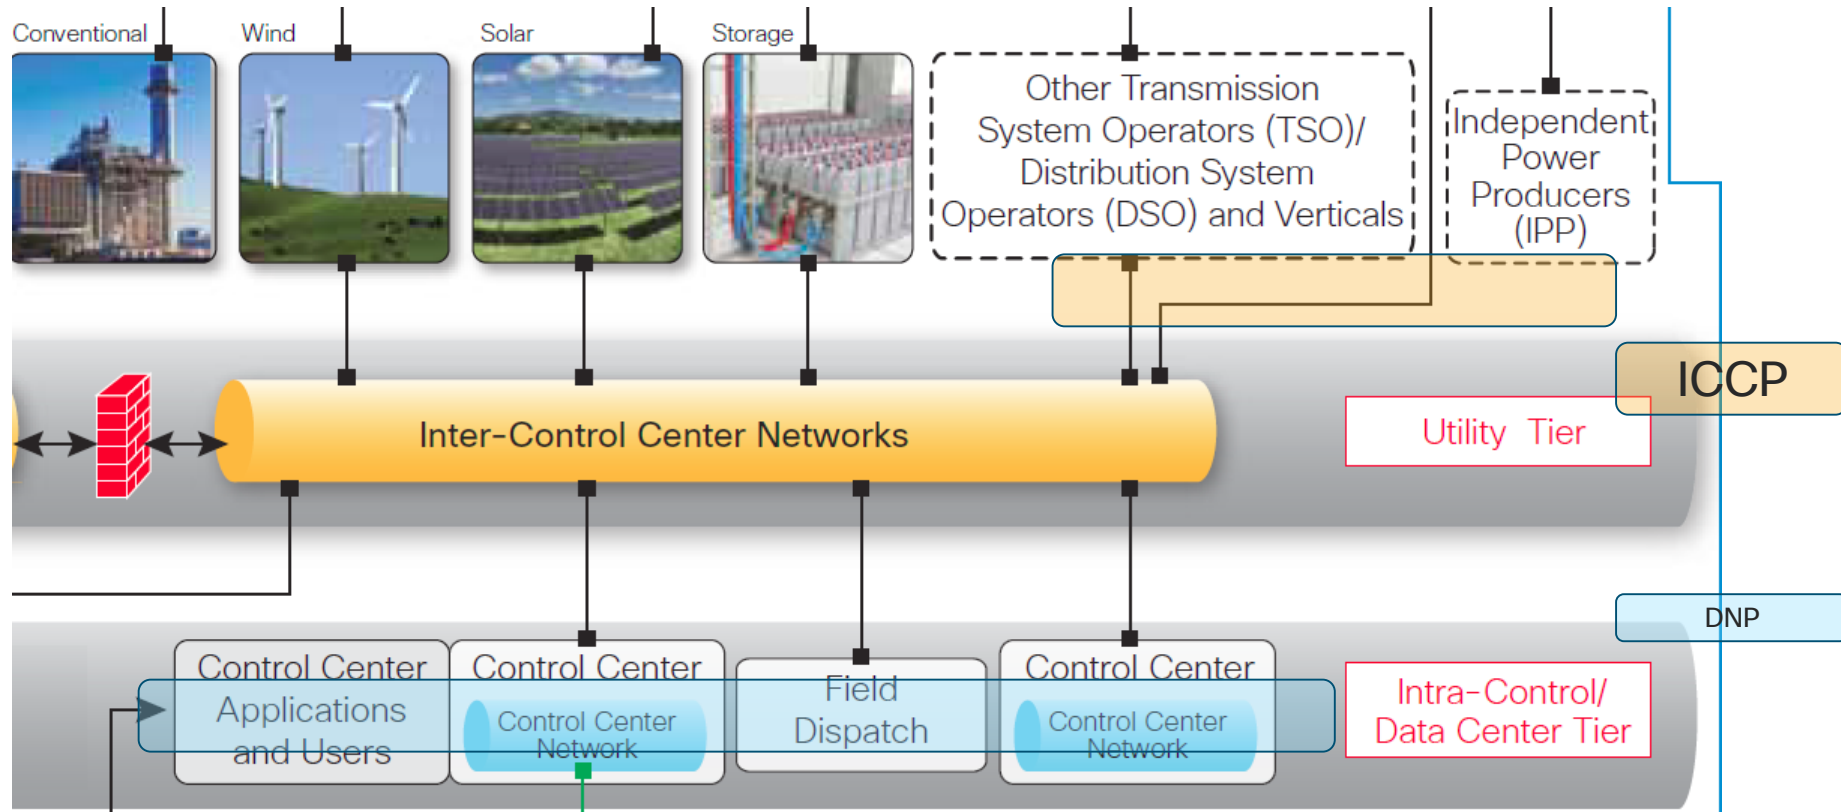 Conventional
Wind
Solar
Storage
Other Transmission
System Operators (TSO)/
Distribution System
Operators (DSO) and Verticals
Independent
Power
Producers
(IPP)
ICCP
Inter-Control Center Networks
Utility Tier
DNP
Control Center
Applications
and Users
Control Center
Control Center
Network
Field
Dispatch
Control Center
Control Center
Network
Intra-Control/
Data Center Tier